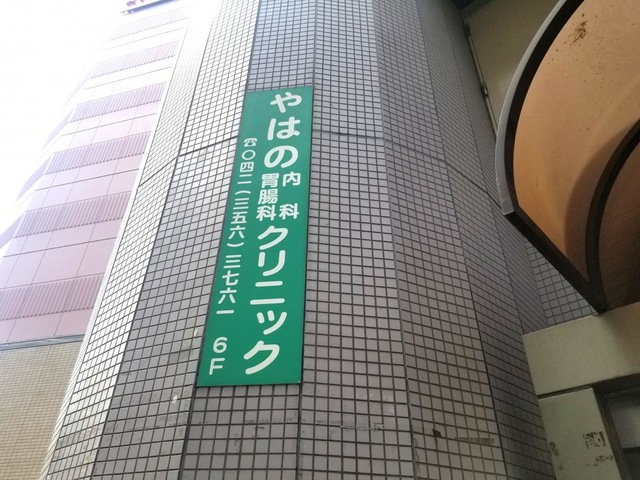 やはの内科胃腸科クリニック
☎〇四二(三五六)三七六一
6F